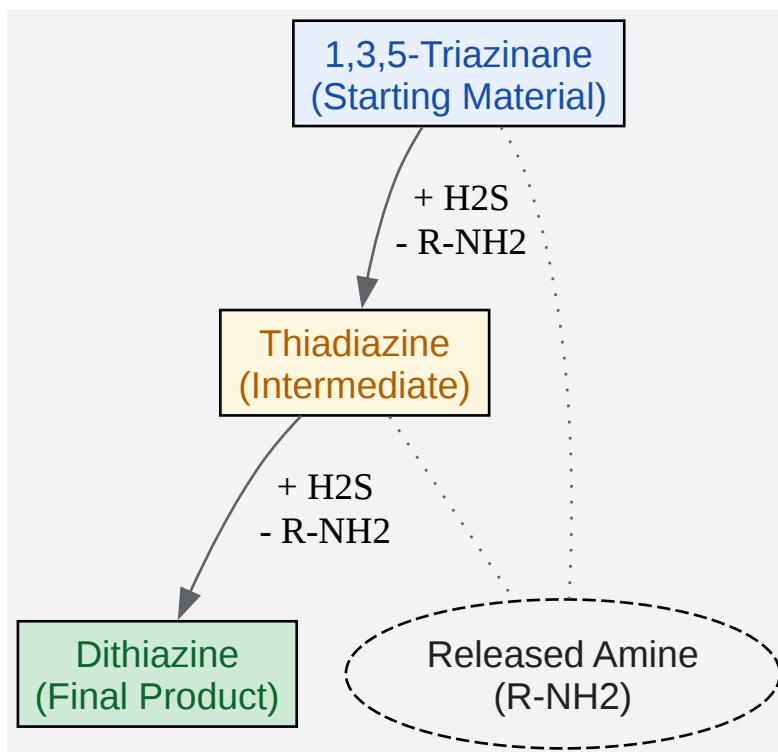 1,3,5-Triazinane
(Starting Material)
+ H2S
- R-NH2
Thiadiazine
(Intermediate)
+ H2S
- R-NH2
Dithiazine
(Final Product)
Released Amine
(R-NH2)